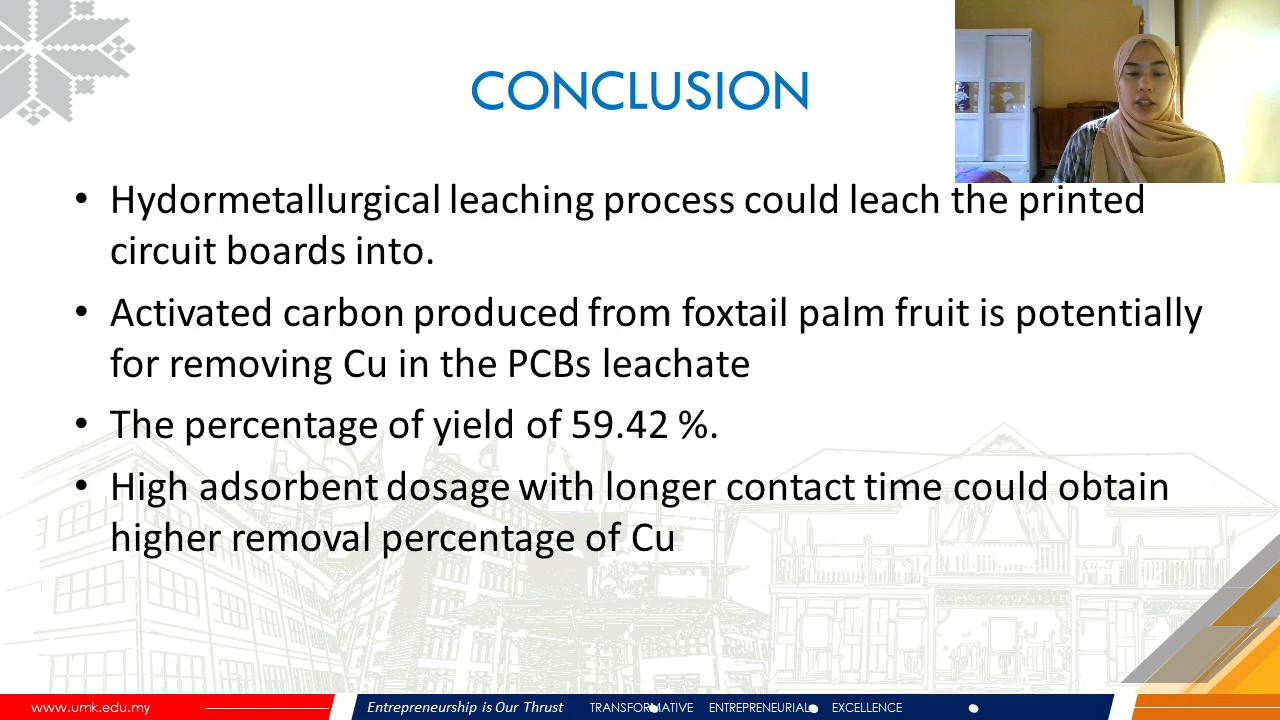 CONCLUSION
• Hydormetallurgical leaching process could leach the printed
circuit boards into.
• Activated carbon produced from foxtail palm fruit is potentially
for removing Cu in the PCBs leachate
• The percentage of yield of 59.42 %.
• High adsorbent dosage with longer contact time could obtain
higher removal percentage of Cu
www.umk.edu.my Entrepreneurship is Our Thrust TRANSFORMATIVE ENTREPRENEURIAL EXCELLENCE